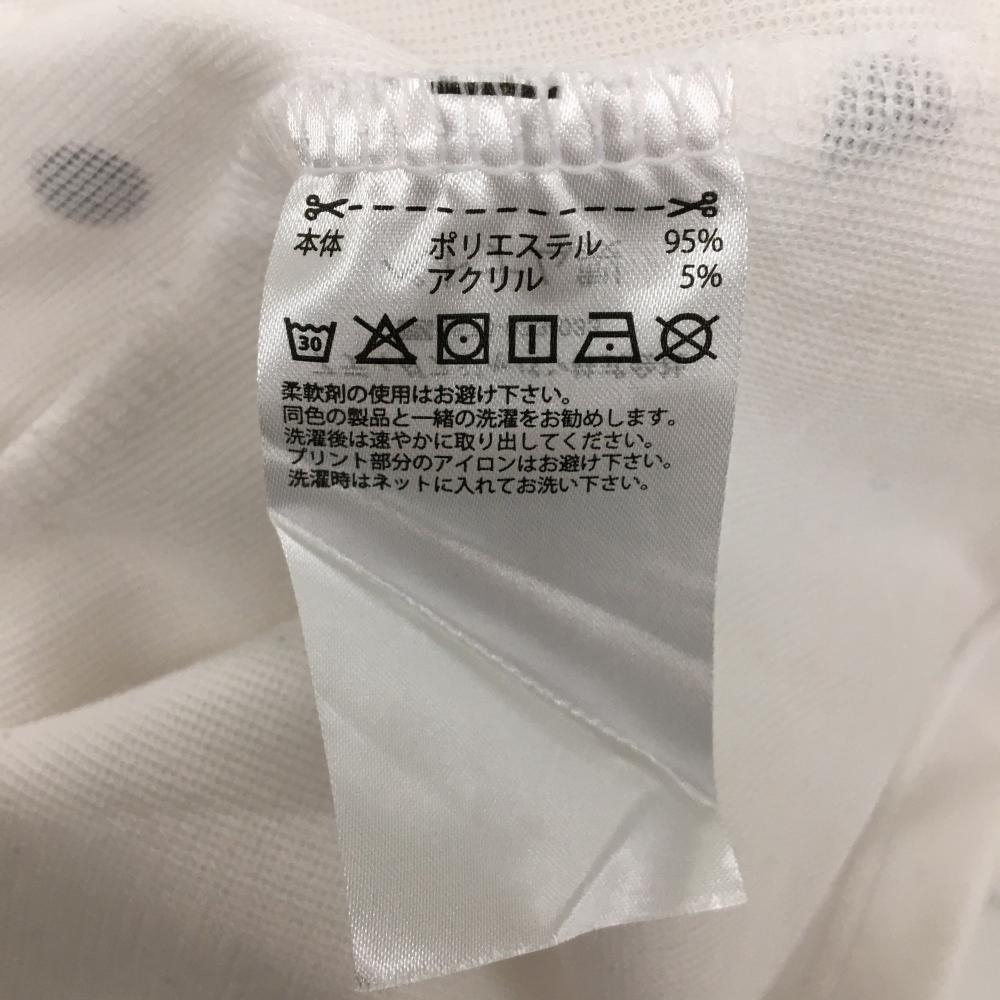 本体 ポリエステル 95%
アクリル 5%
30
柔軟剤の使用はお避け下さい。
同色の製品と一緒の洗濯をお勧めします。
洗濯後は速やかに取り出してください。
プリント部分のアイロンはお避け下さい。
洗濯時はネットに入れてお洗い下さい。